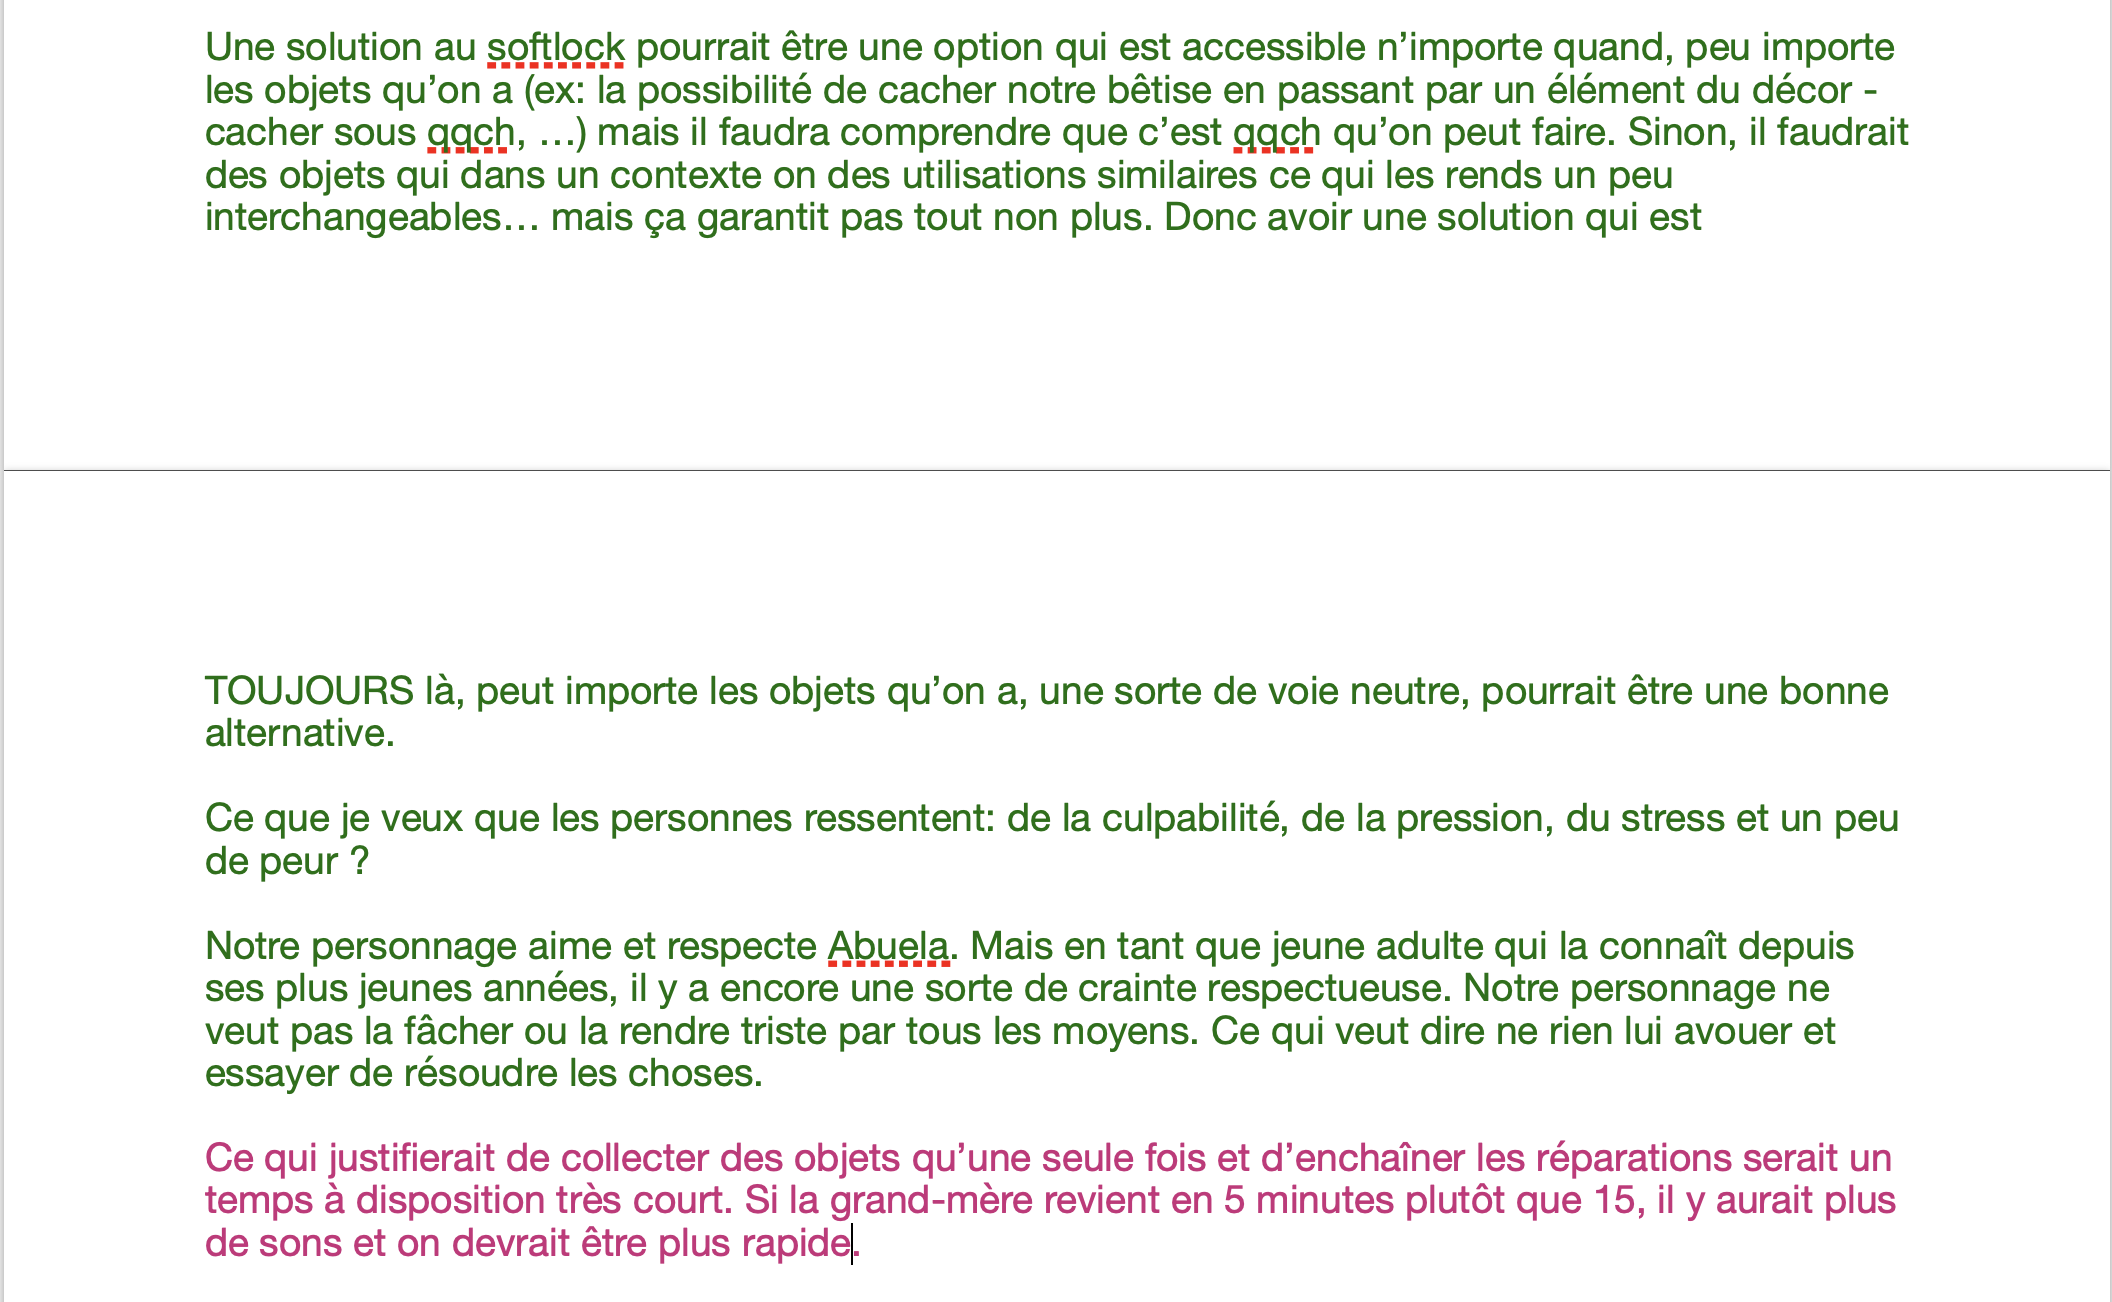 Une solution au softlock pourrait être une option qui est accessible n’importe quand, peu importe
les objets qu’on a (ex: la possibilité de cacher notre bêtise en passant par un élément du décor -
cacher sous qqch, …) mais il faudra comprendre que c’est qqch qu’on peut faire. Sinon, il faudrait
des objets qui dans un contexte on des utilisations similaires ce qui les rends un peu
interchangeables… mais ça garantit pas tout non plus. Donc avoir une solution qui est
TOUJOURS là, peut importe les objets qu’on a, une sorte de voie neutre, pourrait être une bonne
alternative.
Ce que je veux que les personnes ressentent: de la culpabilité, de la pression, du stress et un peu
de peur ?
Notre personnage aime et respecte Abuela. Mais en tant que jeune adulte qui la connaît depuis
ses plus jeunes années, il y a encore une sorte de crainte respectueuse. Notre personnage ne
veut pas la fâcher ou la rendre triste par tous les moyens. Ce qui veut dire ne rien lui avouer et
essayer de résoudre les choses.
Ce qui justifierait de collecter des objets qu’une seule fois et d’enchaîner les réparations serait un
temps à disposition très court. Si la grand-mère revient en 5 minutes plutôt que 15, il y aurait plus
de sons et on devrait être plus rapide.